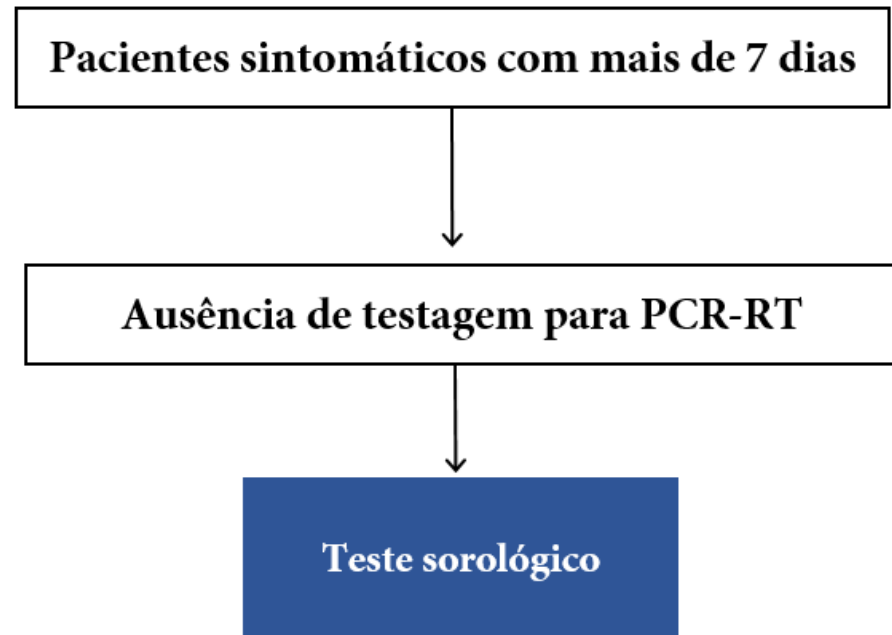 Pacientes sintomáticos com mais de 7 dias
Ausência de testagem para PCR-RT
Teste sorológico